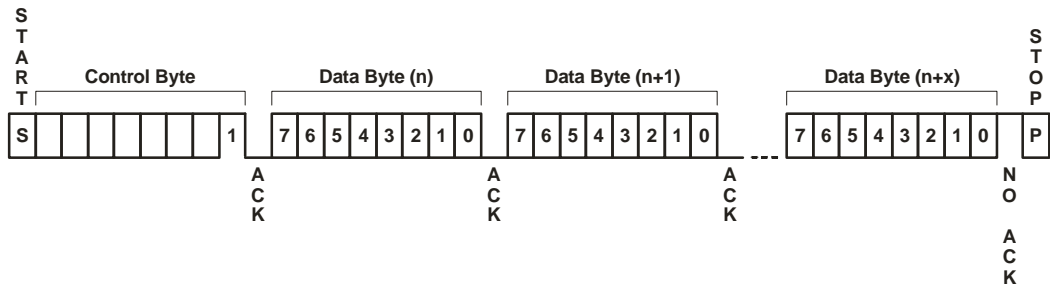 START
STOP
Control Byte
Data Byte (n)
Data Byte (n+1)
Data Byte (n+x)
S 1 7 6 5 4 3 2 1 0 7 6 5 4 3 2 1 0 7 6 5 4 3 2 1 0 P
ACK
ACK
ACK
NO ACK